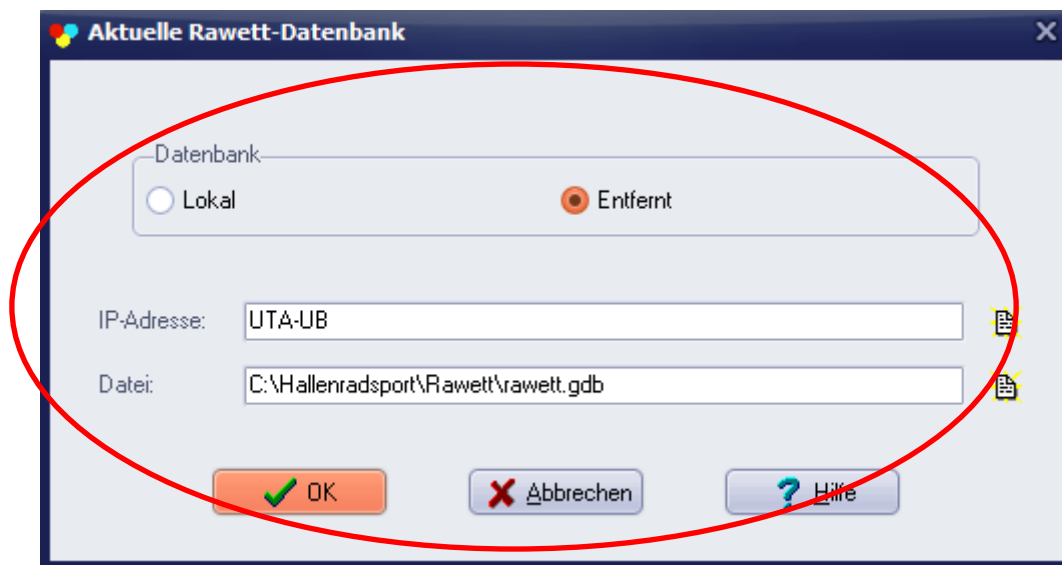 Aktuelle Rawett-Datenbank
Datenbank
Lokal Entfernt
IP-Adresse: UTA-UB
Datei: C:\Hallenradsport\Rawett\rawett.gdb
OK Abbrechen Hilfe